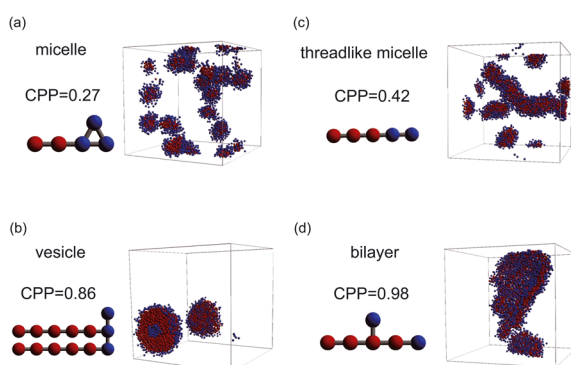 (a)
micelle
CPP=0.27
(c)
threadlike micelle
CPP=0.42
(b)
vesicle
CPP=0.86
(d)
bilayer
CPP=0.98